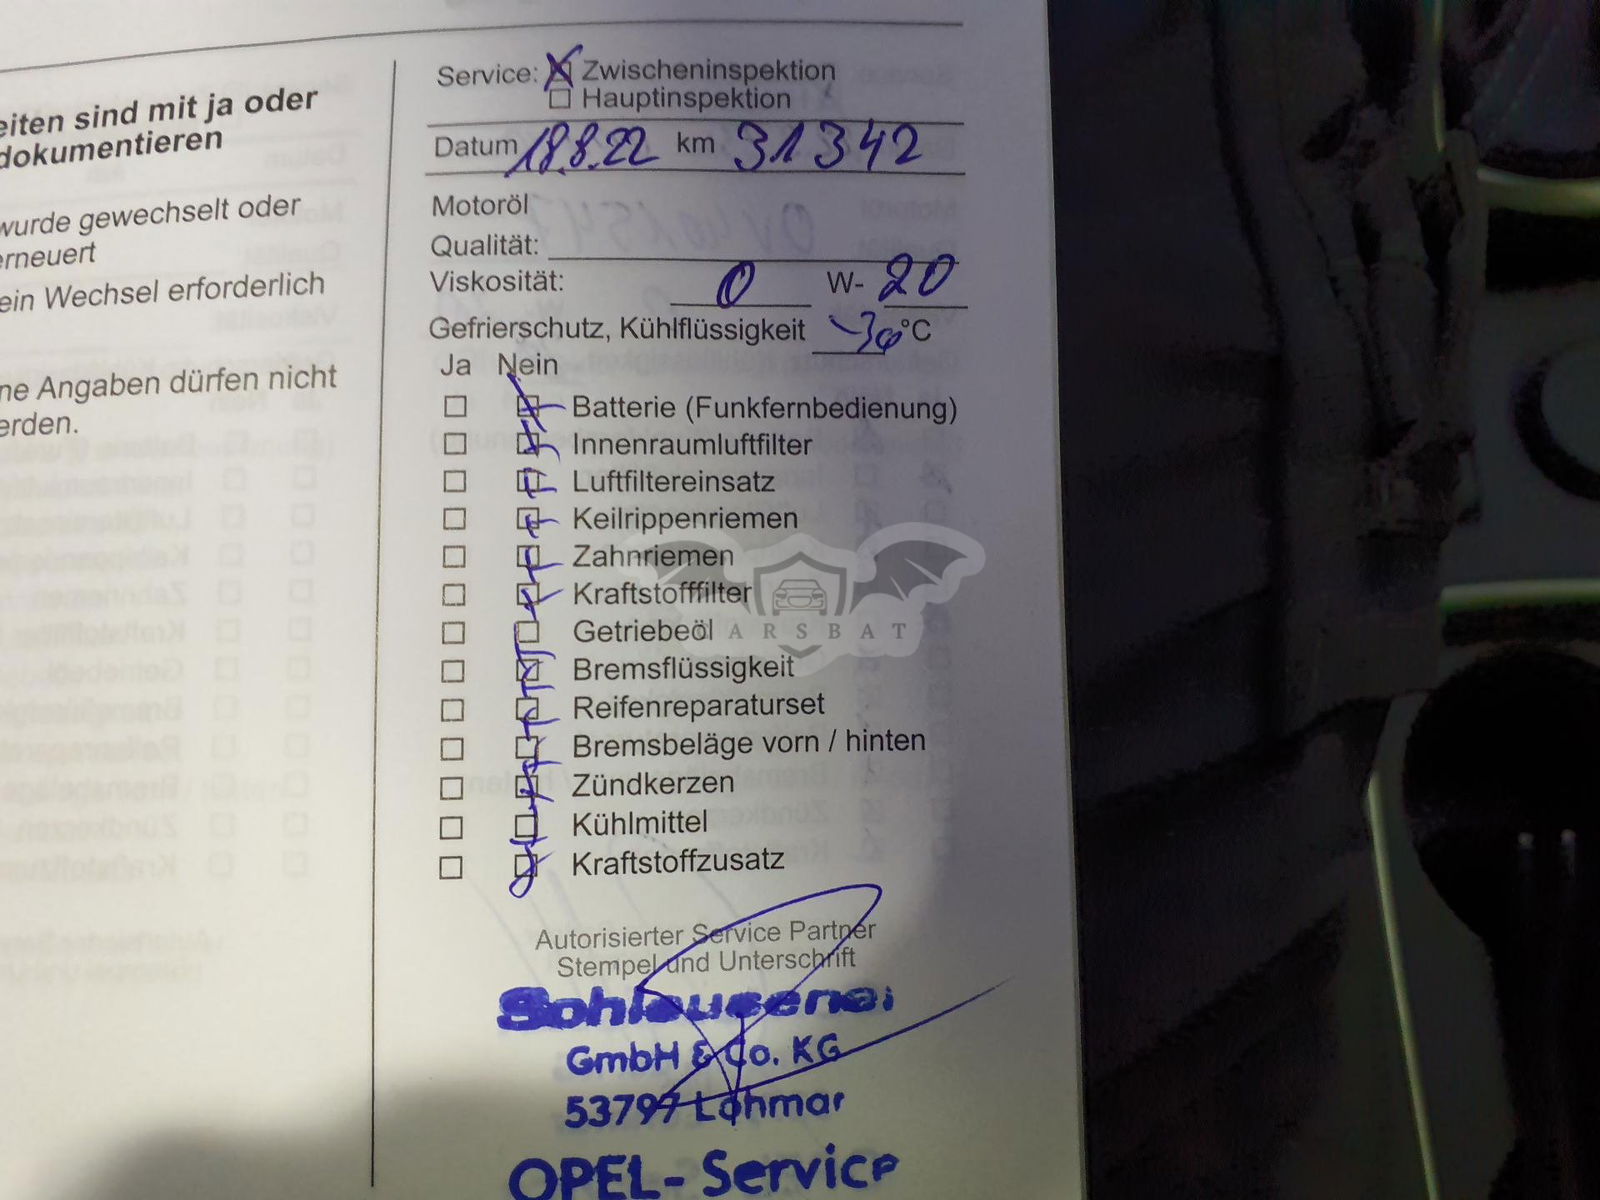 eiten sind mit ja oder
dokumentieren
wurde gewechselt oder
erneuert
ein Wechsel erforderlich
ne Angaben dürfen nicht
erden.
Service: Zwischeninspektion
Hauptinspektion
Datum 18.8.22 km 31342
Motoröl
Qualität:
Viskosität: 0 W- 20
Gefrierschutz, Kühlflüssigkeit °C
Ja Nein
Batterie (Funkfernbedienung)
Innenraumluftfilter
Luftfiltereinsatz
Keilrippenriemen
Zahnriemen
Kraftstofffilter
Getriebeöl
ARSBAT
Bremsflüssigkeit
Reifenreparaturset
Bremsbeläge vorn / hinten
Zündkerzen
Kühlmittel
Kraftstoffzusatz
Autorisierter Service Partner
Stempel und Unterschrift
GmbH & Co. KG
53797 Lohmar
OPEL-Service